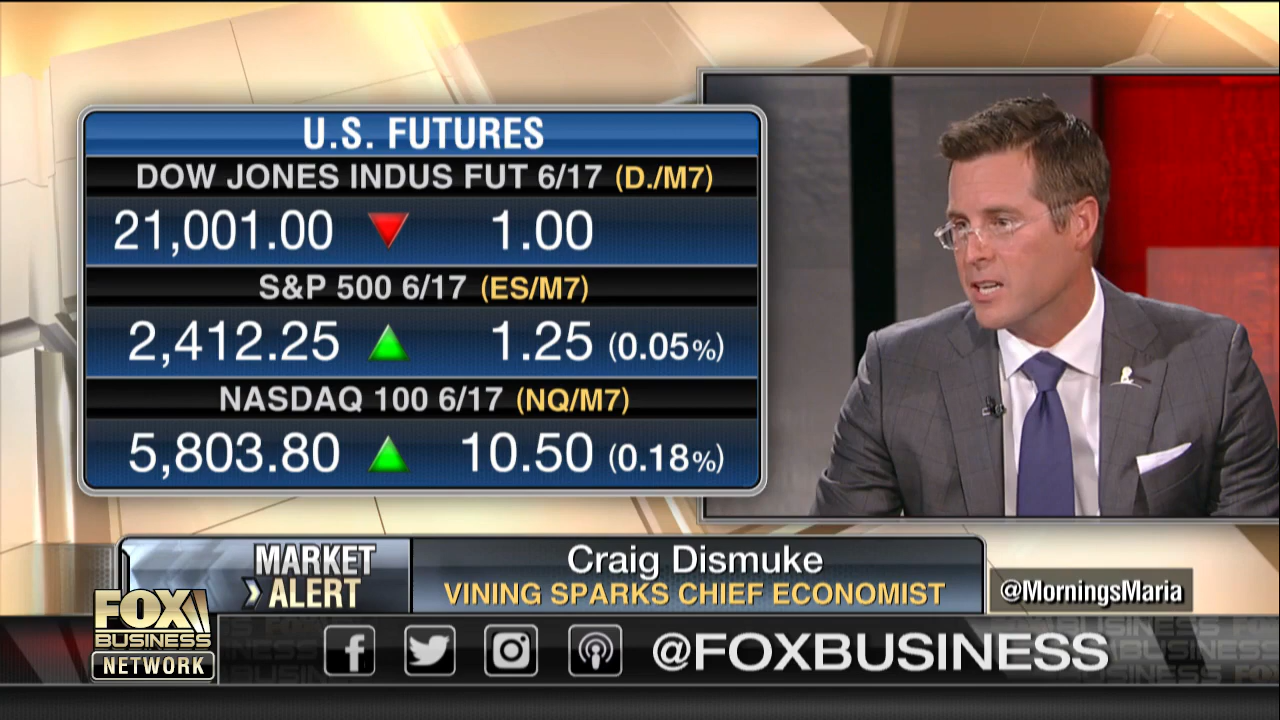 U.S. FUTURES
DOW JONES INDUS FUT 6/17 (D./M7)
21,001.00 1.00
S&P 500 6/17 (ES/M7)
2,412.25 1.25 (0.05%)
NASDAQ 100 6/17 (NQ/M7)
5,803.80 10.50 (0.18%)
MARKET
ALERT
Craig Dismuke
VINING SPARKS CHIEF ECONOMIST
@MorningsMaria
FOX
BUSINESS
NETWORK
@FOXBUSINESS